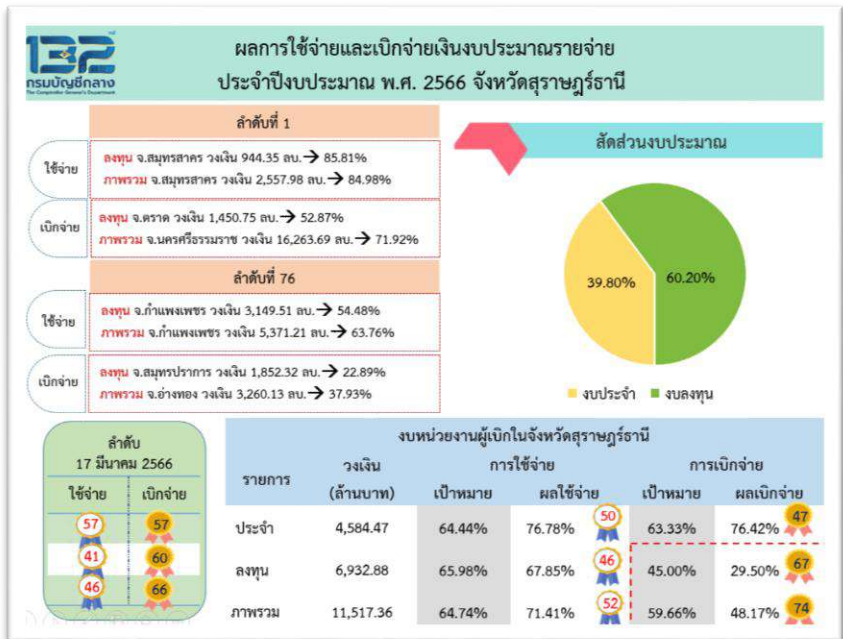 132 ปี
กรมบัญชีกลาง
The Comptroller General's Department
ผลการใช้จ่ายและเบิกจ่ายเงินงบประมาณรายจ่าย
ประจำปีงบประมาณ พ.ศ. 2566 จังหวัดสุราษฎร์ธานี
ลำดับที่ 1
ใช้จ่าย
ลงทุน จ.สมุทรสาคร วงเงิน 944.35 ลบ.→ 85.81%
ภาพรวม จ.สมุทรสาคร วงเงิน 2,557.98 ลบ.→ 84.98%
เบิกจ่าย
ลงทุน จ.ตราด วงเงิน 1,450.75 ลบ.→ 52.87%
ภาพรวม จ.นครศรีธรรมราช วงเงิน 16,263.69 ลบ.→ 71.92%
ลำดับที่ 76
ใช้จ่าย
ลงทุน จ.กำแพงเพชร วงเงิน 3,149.51 ลบ.→ 54.48%
ภาพรวม จ.กำแพงเพชร วงเงิน 5,371.21 ลบ.→ 63.76%
เบิกจ่าย
ลงทุน จ.สมุทรปราการ วงเงิน 1,852.32 ลบ.→ 22.89%
ภาพรวม จ.อ่างทอง วงเงิน 3,260.13 ลบ.→ 37.93%
สัดส่วนงบประมาณ
39.80% 60.20%
งบประจำ งบลงทุน
ลำดับ
17 มีนาคม 2566
ใช้จ่าย เบิกจ่าย
57 57
41 60
46 66
งบหน่วยงานผู้เบิกในจังหวัดสุราษฎร์ธานี
รายการ วงเงิน (ล้านบาท) การใช้จ่าย การเบิกจ่าย
เป้าหมาย ผลใช้จ่าย เป้าหมาย ผลเบิกจ่าย
ประจำ 4,584.47 64.44% 76.78% 50 63.33% 76.42% 47
ลงทุน 6,932.88 65.98% 67.85% 46 45.00% 29.50% 67
ภาพรวม 11,517.36 64.74% 71.41% 52 59.66% 48.17% 74